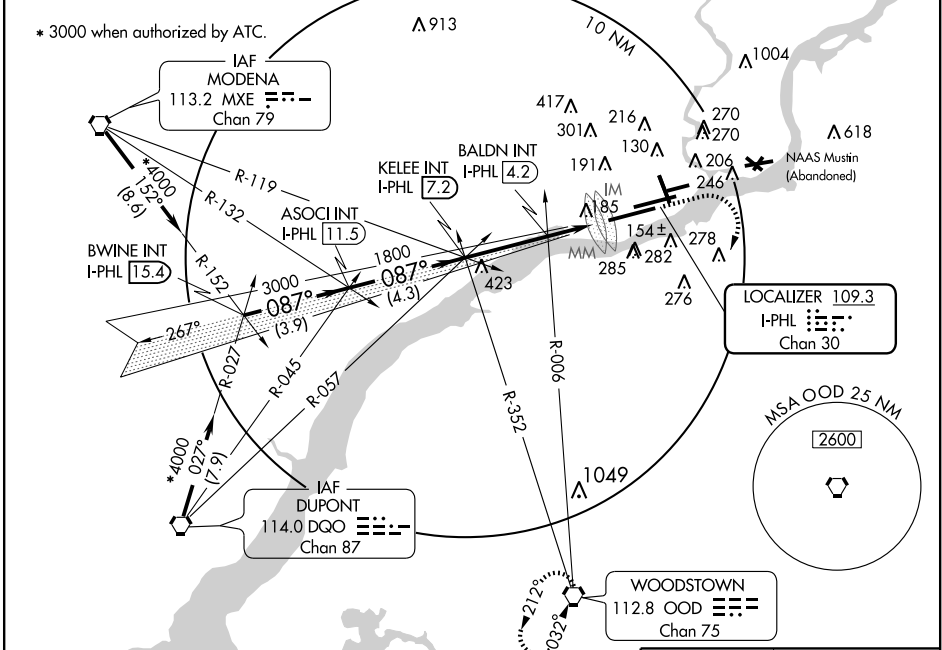 * 3000 when authorized by ATC.
913
10 NM
1004
IAF
MODENA
113.2 MXE
Chan 79
417
301
216
130
191
270
270
618
206
246
NAAS Mustin
(Abandoned)
BALDN INT
I-PHL 4.2
KELEE INT
I-PHL 7.2
IM
185
MM
154±
285
282
278
276
*4000
152°
(8.6)
R-119
R-132
R-152
ASOCI INT
I-PHL 11.5
BWINE INT
I-PHL 15.4
1800
087°
(4.3)
3000
087°
(3.9)
267°
423
LOCALIZER 109.3
I-PHL
Chan 30
R-027
R-045
R-057
R-352
R-006
MSA OOD 25 NM
2600
*4000
027°
(7.9)
IAF
DUPONT
114.0 DQO
Chan 87
1049
WOODSTOWN
112.8 OOD
Chan 75
212°
032°